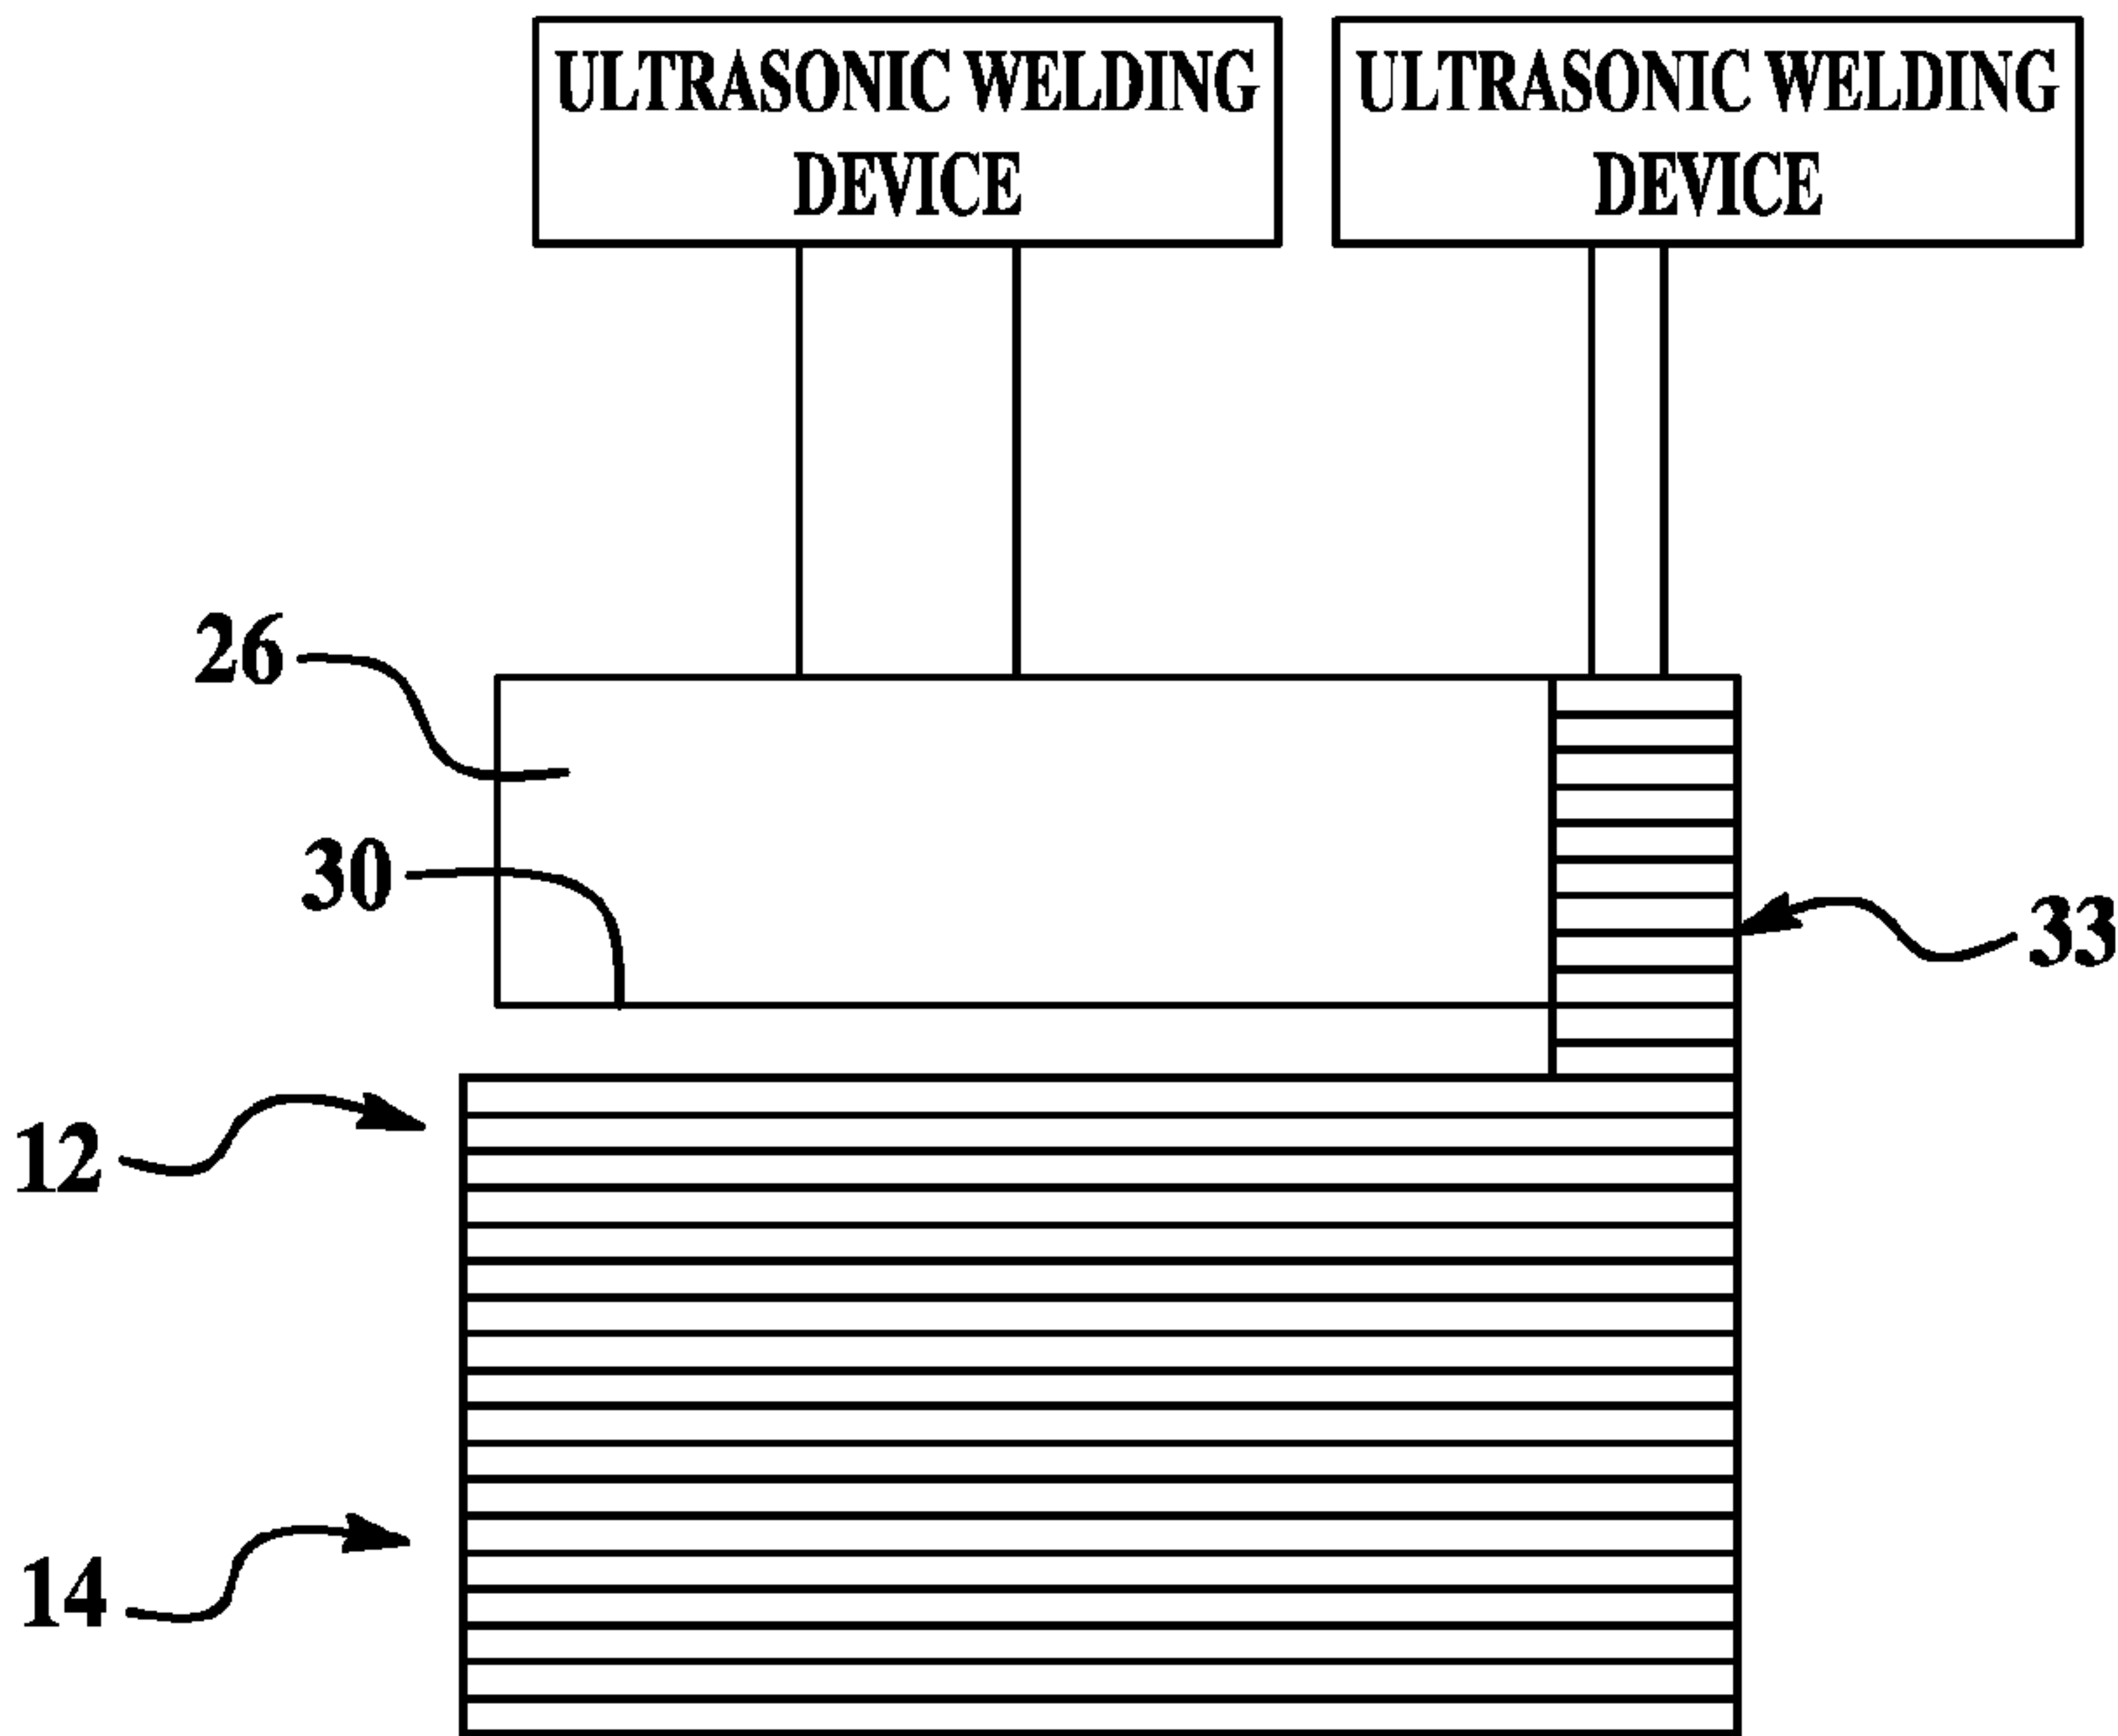 ULTRASONIC WELDING
DEVICE
ULTRASONIC WELDING
DEVICE
26
30
33
12
14